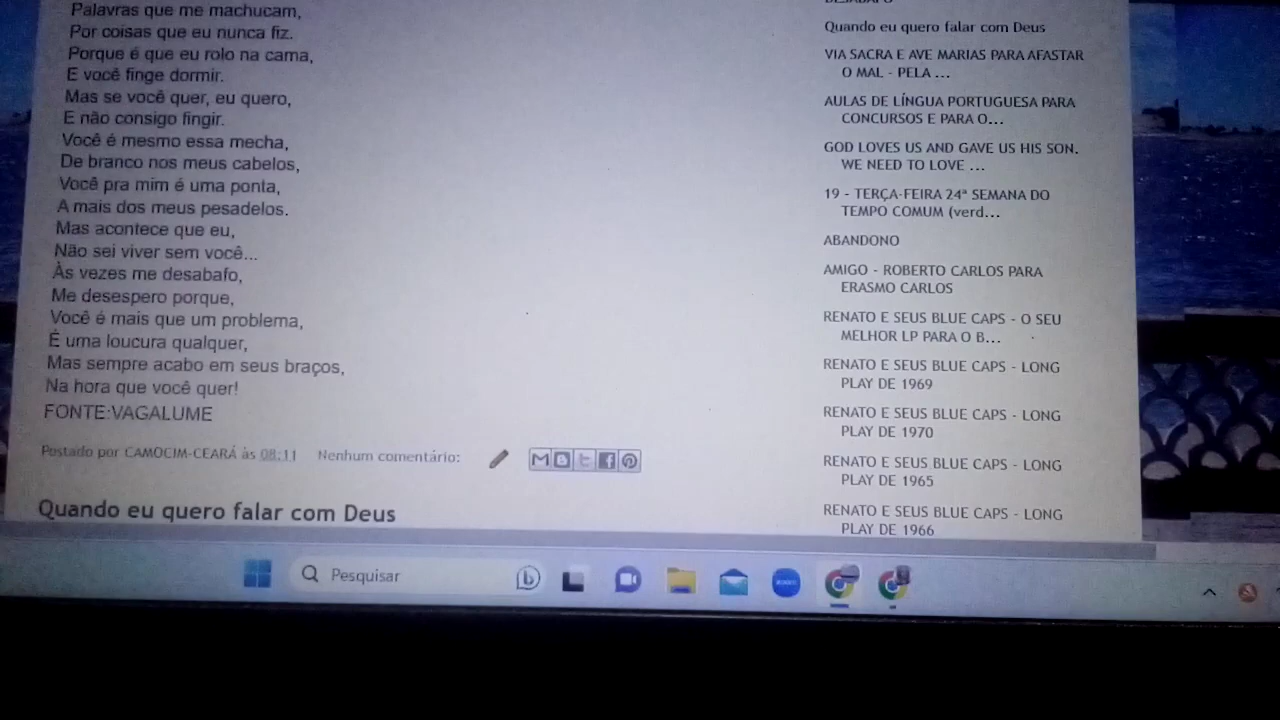 Palavras que me machucam,
Por coisas que eu nunca fiz.
Porque é que eu rolo na cama,
E você finge dormir.
Mas se você quer, eu quero,
E não consigo fingir.
Você é mesmo essa mecha,
De branco nos meus cabelos,
Você pra mim é uma ponta,
A mais dos meus pesadelos.
Mas acontece que eu,
Não sei viver sem você...
Às vezes me desabafo,
Me desespero porque,
Você é mais que um problema,
É uma loucura qualquer,
Mas sempre acabo em seus braços,
Na hora que você quer!
FONTE:VAGALUME
Postado por CAMOCIM-CEARÁ às 08:11 Nenhum comentário:
Quando eu quero falar com Deus
DESABAFO
Quando eu quero falar com Deus
VIA SACRA E AVE MARIAS PARA AFASTAR
O MAL - PELA ...
AULAS DE LÍNGUA PORTUGUESA PARA
CONCURSOS E PARA O...
GOD LOVES US AND GAVE US HIS SON.
WE NEED TO LOVE ...
19 - TERÇA-FEIRA 24ª SEMANA DO
TEMPO COMUM (verd...
ABANDONO
AMIGO - ROBERTO CARLOS PARA
ERASMO CARLOS
RENATO E SEUS BLUE CAPS - O SEU
MELHOR LP PARA O B...
RENATO E SEUS BLUE CAPS - LONG
PLAY DE 1969
RENATO E SEUS BLUE CAPS - LONG
PLAY DE 1970
RENATO E SEUS BLUE CAPS - LONG
PLAY DE 1965
RENATO E SEUS BLUE CAPS - LONG
PLAY DE 1966
Pesquisar
zoom